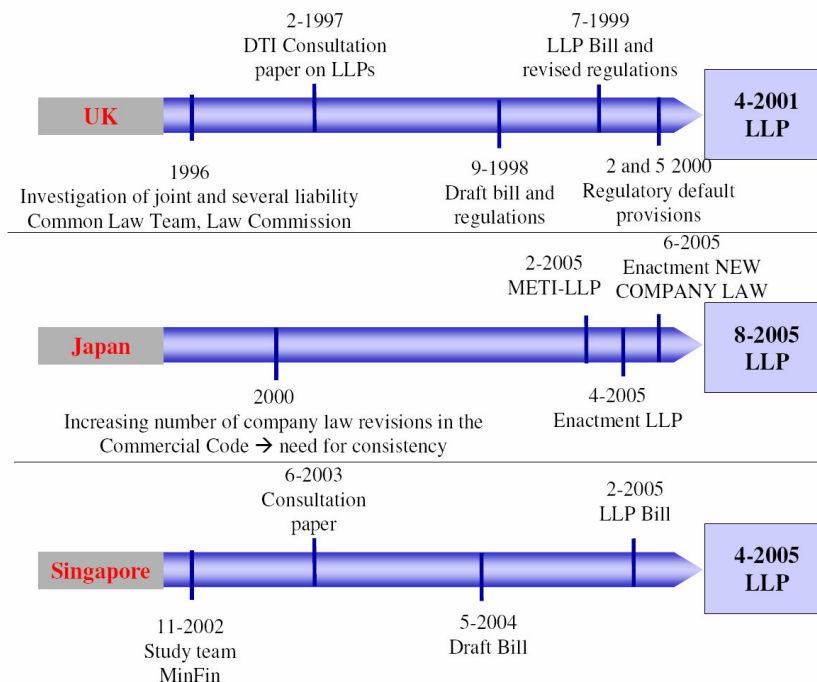 2-1997
DTI Consultation
paper on LLPs
7-1999
LLP Bill and
revised regulations
UK
4-2001
LLP
1996
Investigation of joint and several liability
Common Law Team, Law Commission
9-1998
Draft bill and
regulations
2 and 5 2000
Regulatory default
provisions
2-2005
METI-LLP
6-2005
Enactment NEW
COMPANY LAW
Japan
8-2005
LLP
2000
Increasing number of company law revisions in the
Commercial Code → need for consistency
4-2005
Enactment LLP
6-2003
Consultation
paper
2-2005
LLP Bill
Singapore
4-2005
LLP
11-2002
Study team
MinFin
5-2004
Draft Bill